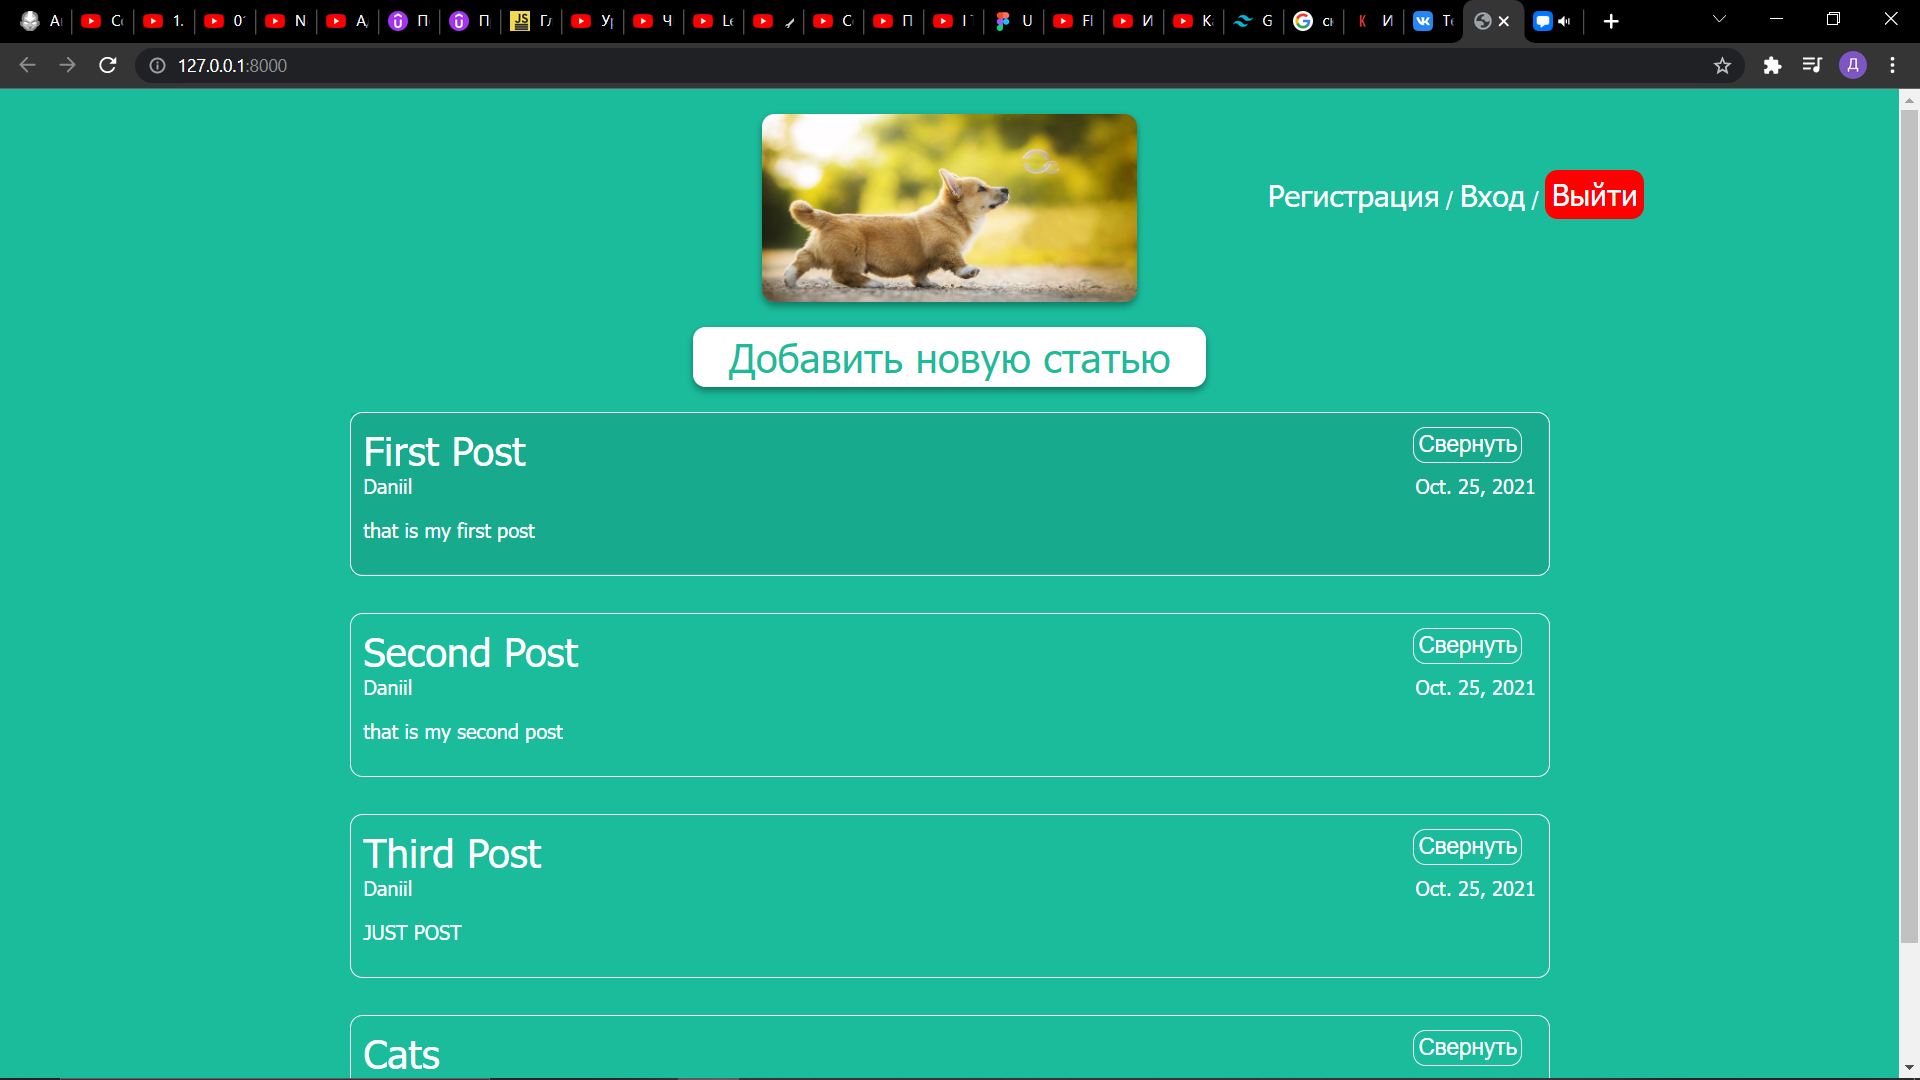 127.0.0.1:8000
Д
Регистрация / Вход / Выйти
Добавить новую статью
First Post
Свернуть
Daniil
Oct. 25, 2021
that is my first post
Second Post
Свернуть
Daniil
Oct. 25, 2021
that is my second post
Third Post
Свернуть
Daniil
Oct. 25, 2021
JUST POST
Cats
Свернуть